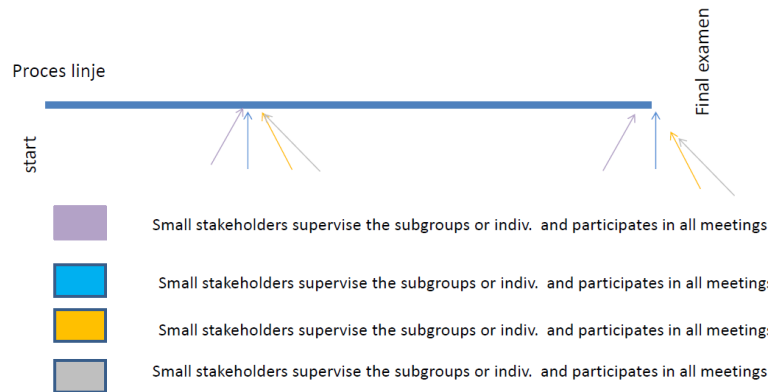 Proces linje
Final examen
start
Small stakeholders supervise the subgroups or indiv. and participates in all meetings
Small stakeholders supervise the subgroups or indiv. and participates in all meetings
Small stakeholders supervise the subgroups or indiv. and participates in all meetings
Small stakeholders supervise the subgroups or indiv. and participates in all meetings